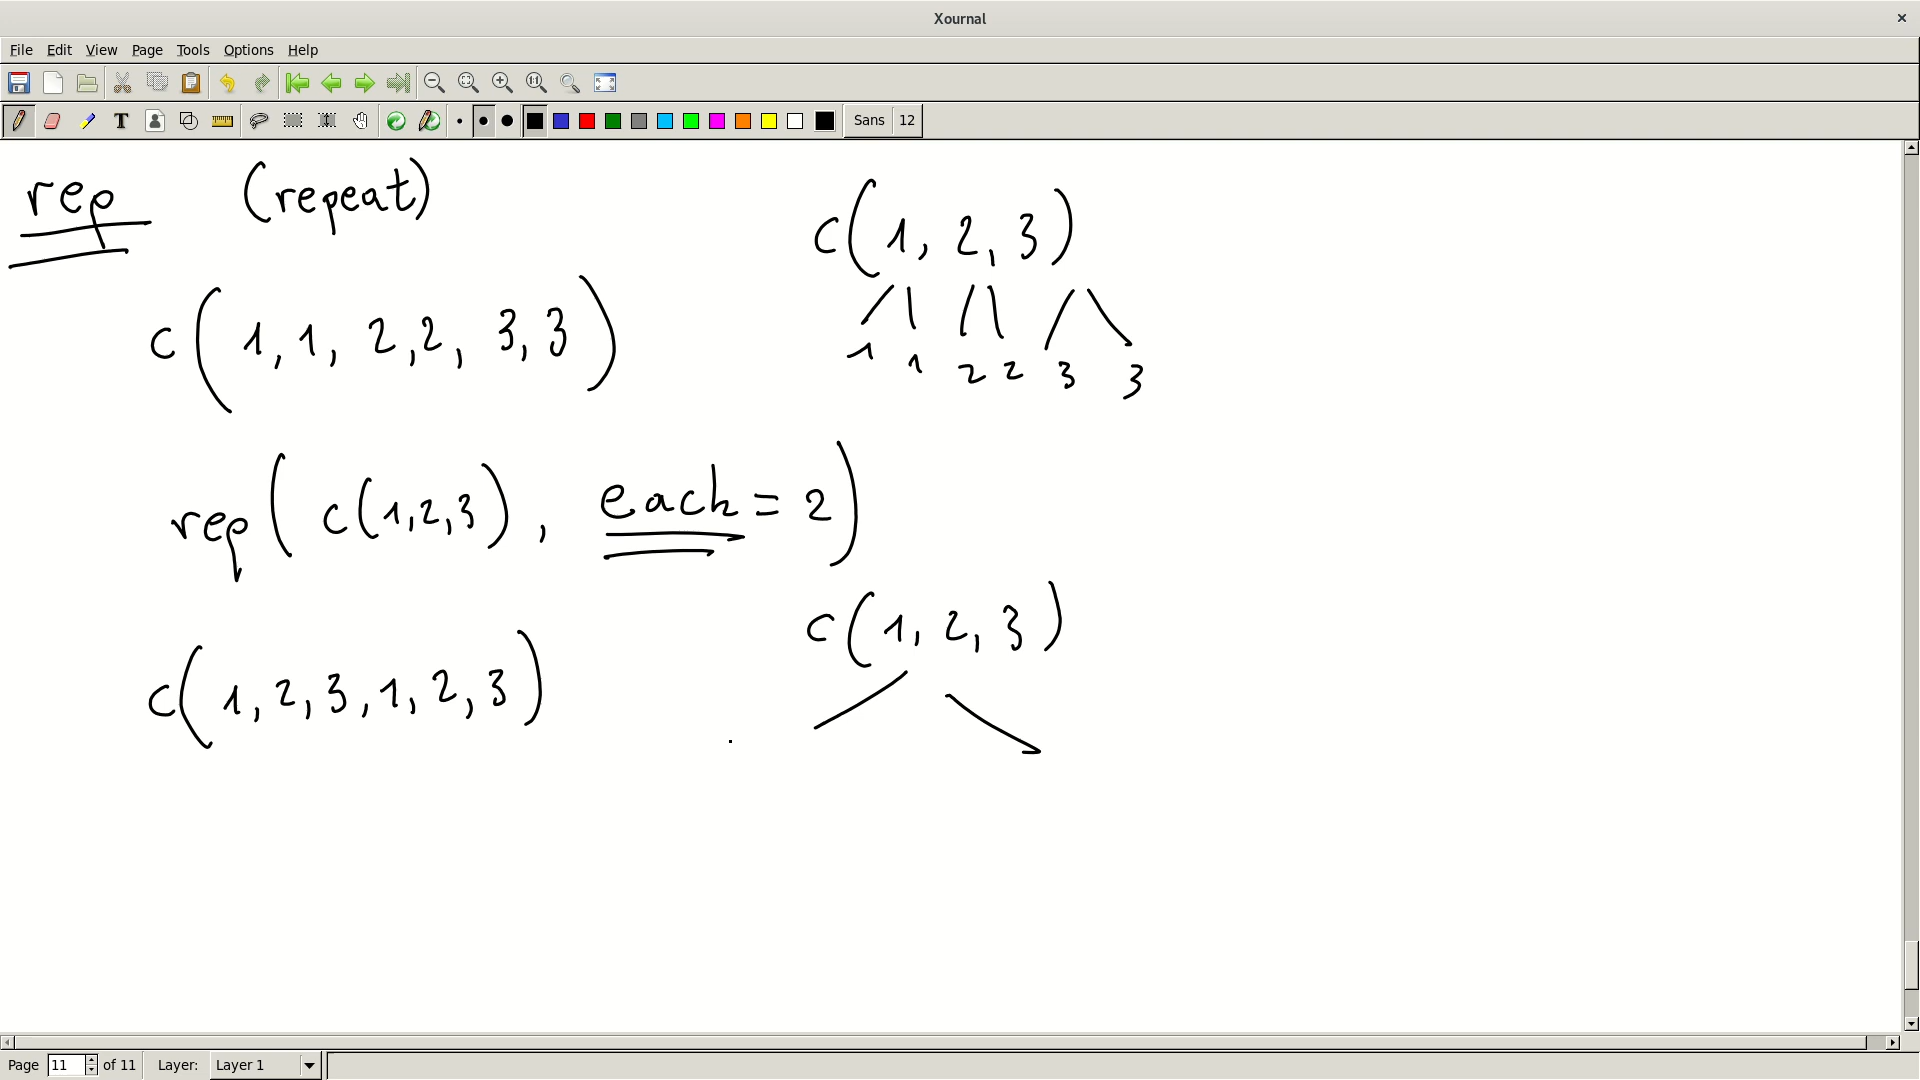 Xournal
File Edit View Page Tools Options Help
Sans 12
rep (repeat)
c(1, 2, 3)
c(1, 1, 2, 2, 3, 3)
1 1 2 2 3 3
rep(c(1,2,3), each = 2)
c(1, 2, 3)
c(1, 2, 3, 1, 2, 3)
Page 11 of 11 Layer: Layer 1